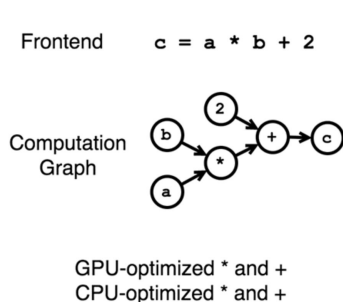 Frontend
c = a * b + 2
Computation
Graph
2
b
+
c
*
a
GPU-optimized * and +
CPU-optimized * and +